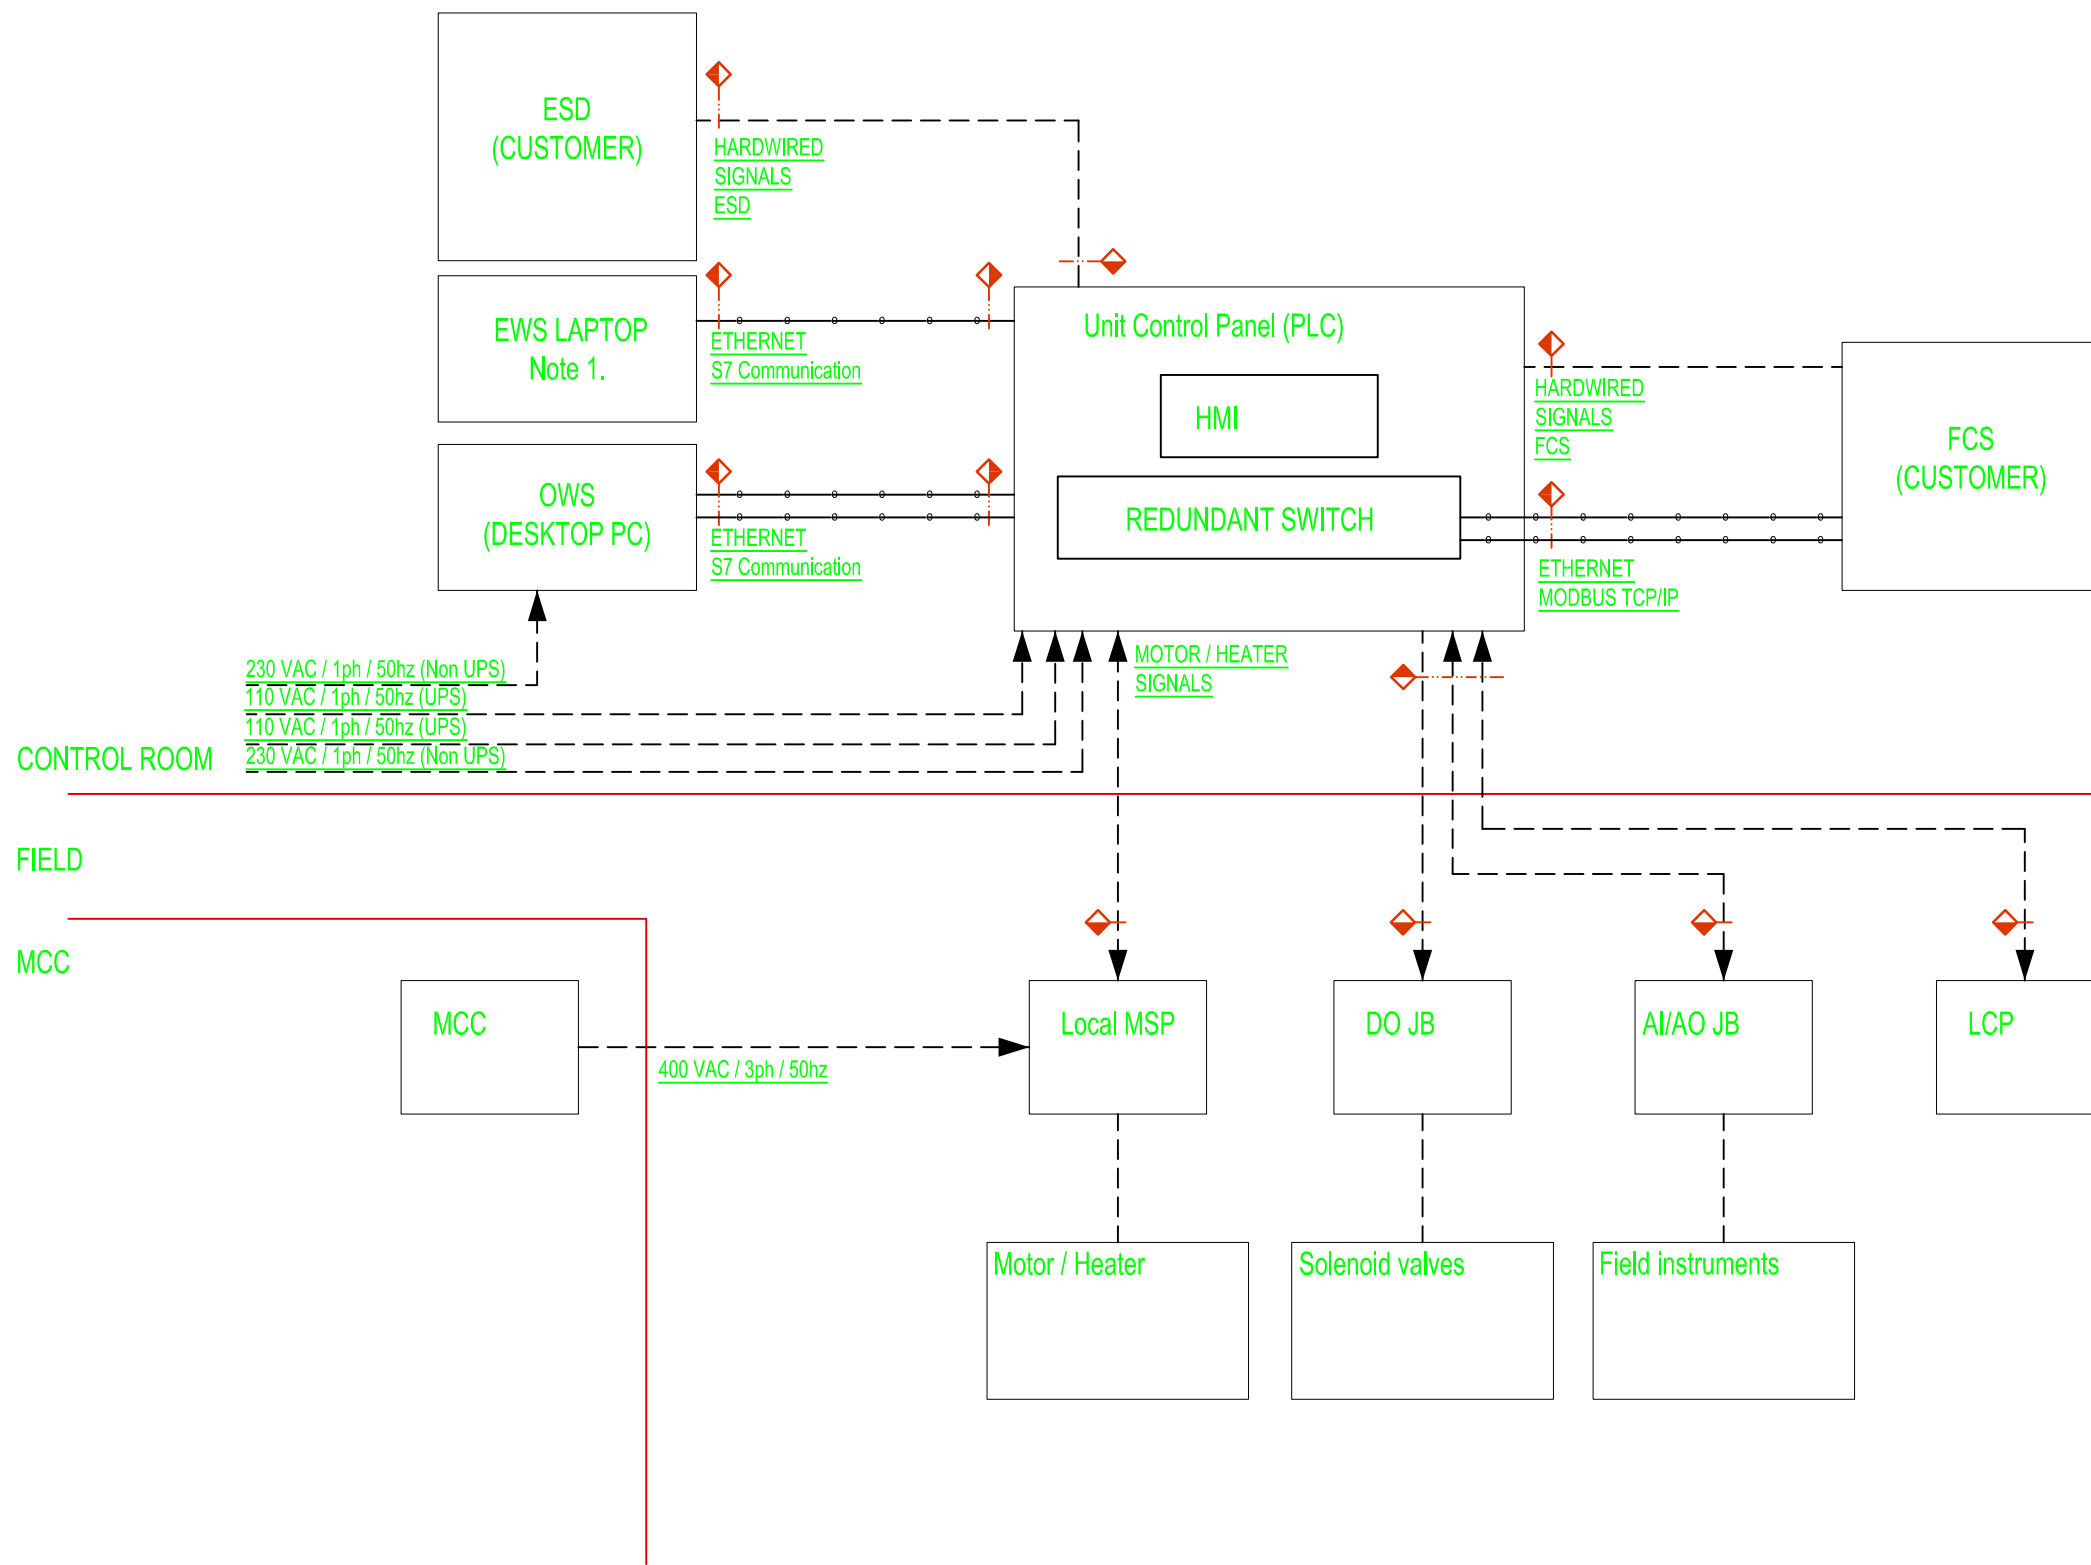 ESD
(CUSTOMER)
HARDWIRED
SIGNALS
ESD
EWS LAPTOP
Note 1.
ETHERNET
S7 Communication
Unit Control Panel (PLC)
HMI
REDUNDANT SWITCH
HARDWIRED
SIGNALS
FCS
FCS
(CUSTOMER)
OWS
(DESKTOP PC)
ETHERNET
S7 Communication
ETHERNET
MODBUS TCP/IP
230 VAC / 1ph / 50hz (Non UPS)
110 VAC / 1ph / 50hz (UPS)
110 VAC / 1ph / 50hz (UPS)
230 VAC / 1ph / 50hz (Non UPS)
MOTOR / HEATER
SIGNALS
CONTROL ROOM
FIELD
MCC
MCC
400 VAC / 3ph / 50hz
Local MSP
DO JB
AI/AO JB
LCP
Motor / Heater
Solenoid valves
Field instruments